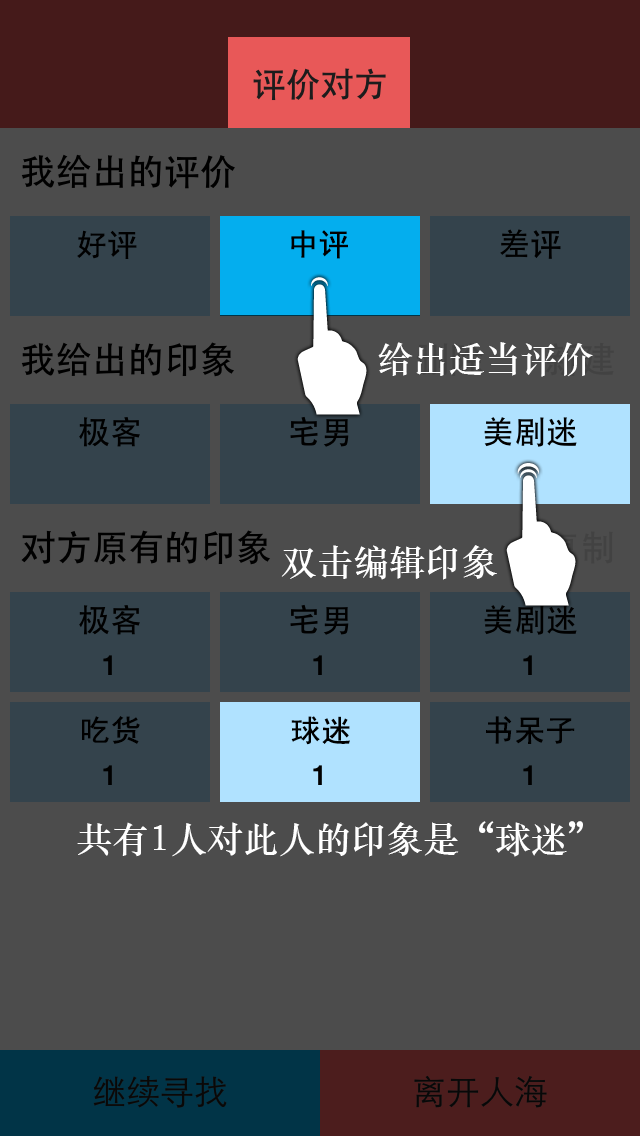 评价对方
我给出的评价
好评 中评 差评
我给出的印象 建
给出适当评价
极客 宅男 美剧迷
对方原有的印象 制
双击编辑印象
极客 宅男 美剧迷
1 1 1
吃货 球迷 书呆子
1 1 1
共有1人对此人的印象是“球迷”
继续寻找 离开人海